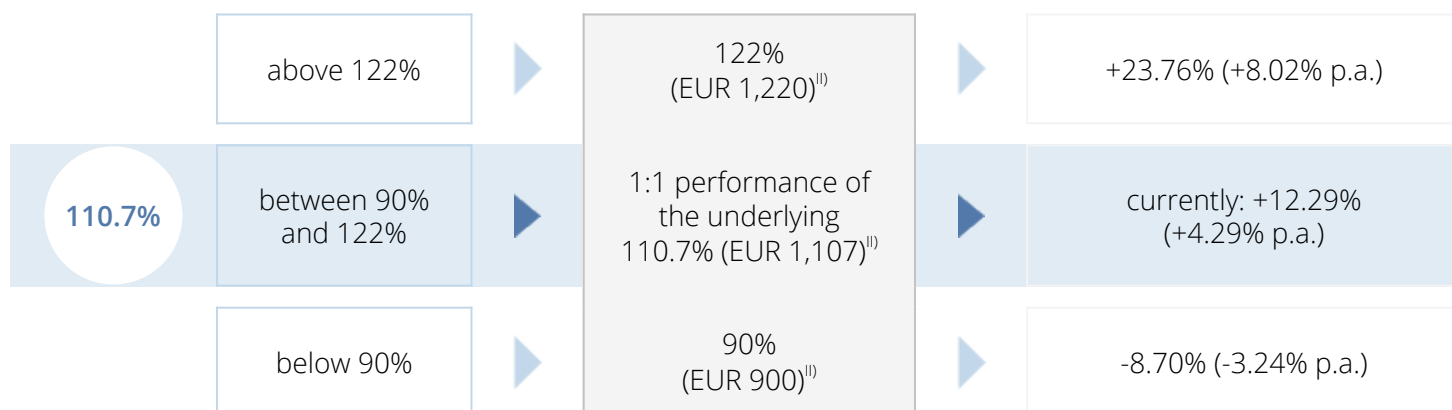 above 122%
122%
(EUR 1,220)II)
+23.76% (+8.02% p.a.)
110.7%
between 90%
and 122%
1:1 performance of
the underlying
110.7% (EUR 1,107)II)
currently: +12.29%
(+4.29% p.a.)
below 90%
90%
(EUR 900)II)
-8.70% (-3.24% p.a.)